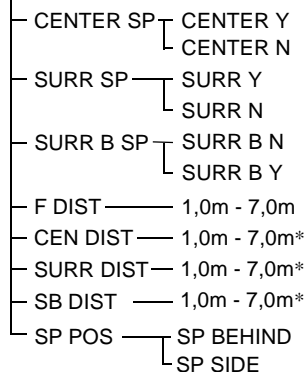 CENTER SP CENTER Y
CENTER N
SURR SP SURR Y
SURR N
SURR B SP SURR B N
SURR B Y
F DIST 1,0m - 7,0m
CEN DIST 1,0m - 7,0m*
SURR DIST 1,0m - 7,0m*
SB DIST 1,0m - 7,0m*
SP POS SP BEHIND
SP SIDE